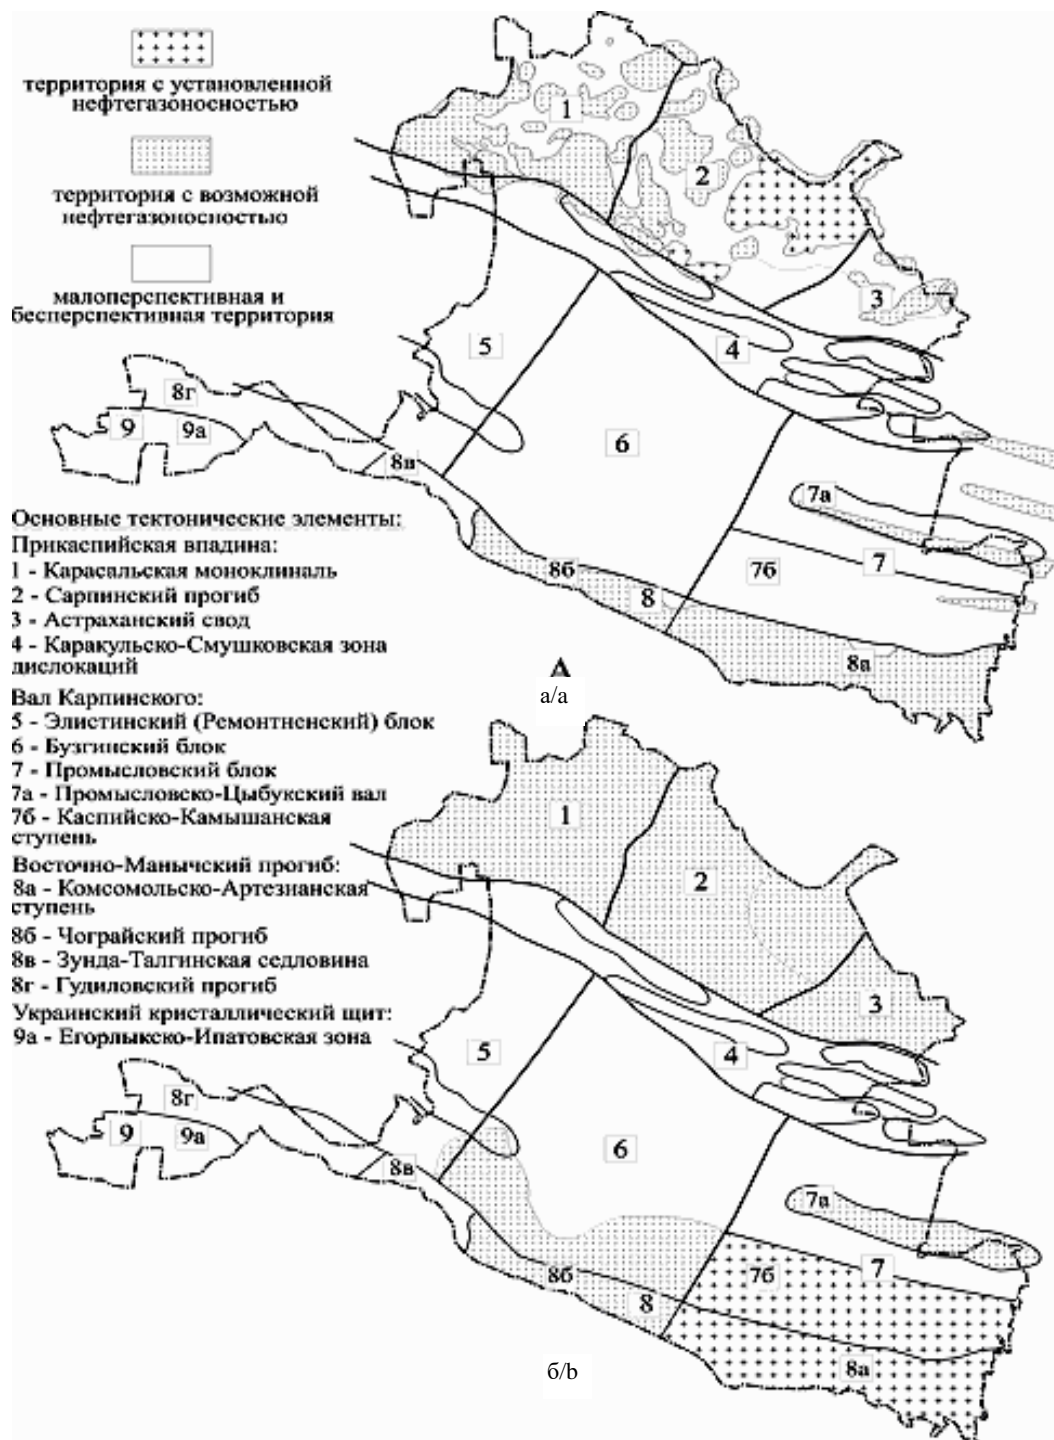 территория с установленной
нефтегазоносностью
территория с возможной
нефтегазоносностью
малоперспективная и
бесперспективная территория
1
2
3
4
5
6
7
7а
7б
8
8а
8б
8в
8г
9
9а
А
а/а
Основные тектонические элементы:
Прикаспийская впадина:
1 - Карасальская моноклиналь
2 - Сарпинский прогиб
3 - Астраханский свод
4 - Каракульско-Смушковская зона
дислокаций
Вал Карпинского:
5 - Элистинский (Ремонтненский) блок
6 - Бузгинский блок
7 - Промысловский блок
7а - Промысловско-Цыбукский вал
7б - Каспийско-Камышанская
ступень
Восточно-Манычский прогиб:
8а - Комсомольско-Артезианская
ступень
8б - Чограйский прогиб
8в - Зунда-Талгинская седловина
8г - Гудиловский прогиб
Украинский кристаллический щит:
9а - Егорлыкско-Ипатовская зона
1
2
3
4
5
6
7
7а
7б
8
8а
8б
8в
8г
9
9а
б/b